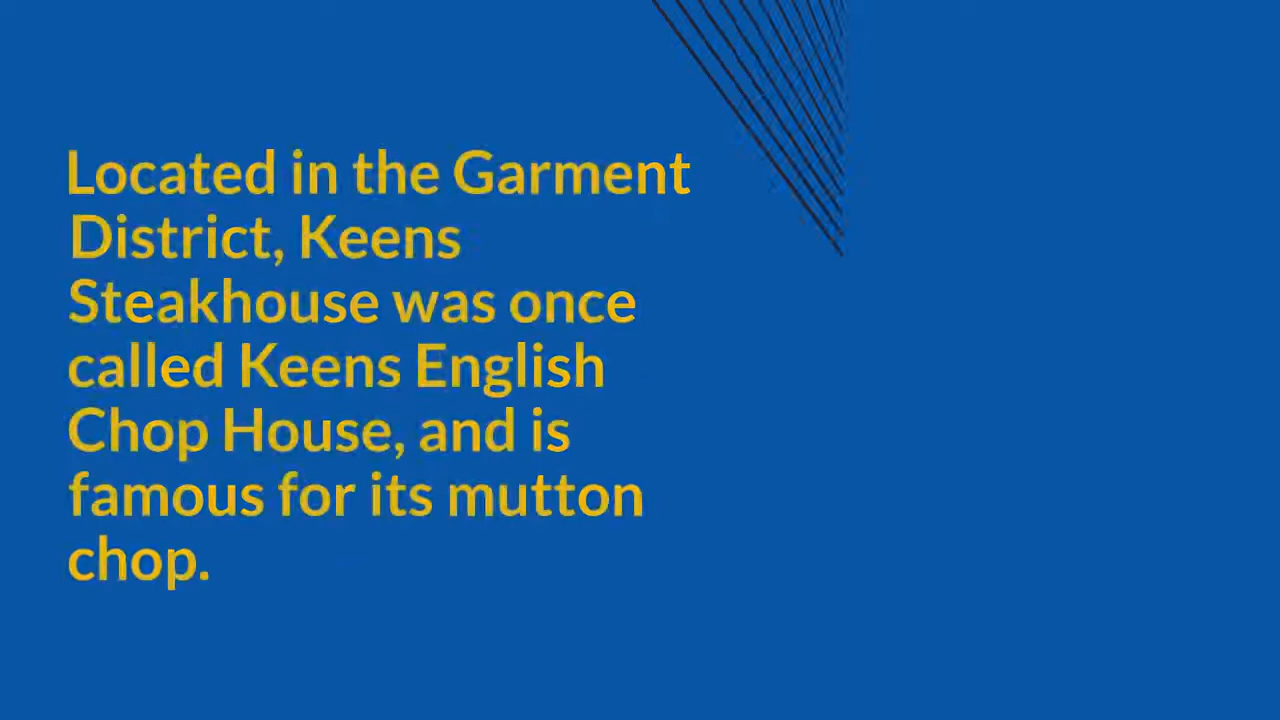 Located in the Garment
District, Keens
Steakhouse was once
called Keens English
Chop House, and is
famous for its mutton
chop.